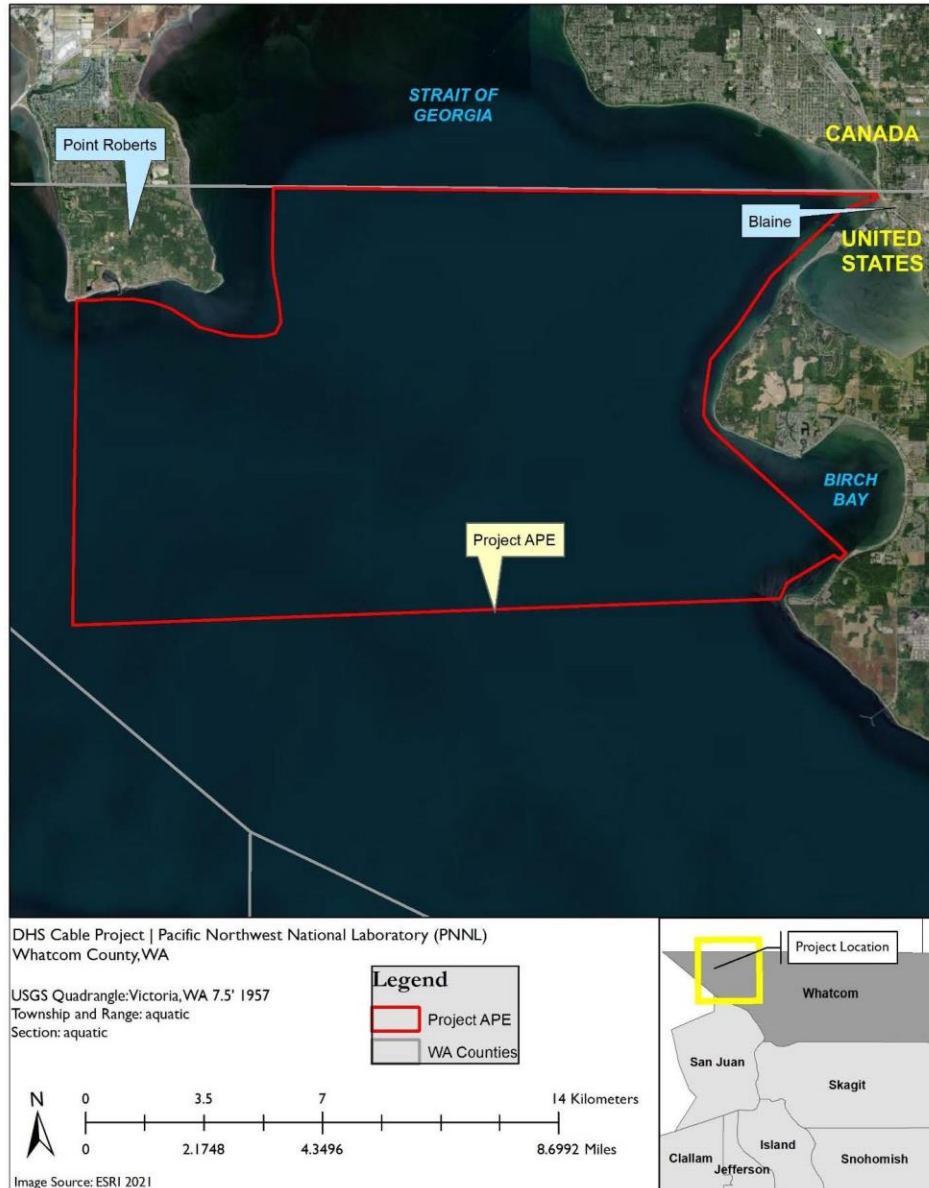 STRAIT OF
GEORGIA
Point Roberts
CANADA
Blaine
UNITED
STATES
BIRCH
BAY
Project APE
DHS Cable Project | Pacific Northwest National Laboratory (PNNL)
Whatcom County, WA
USGS Quadrangle: Victoria, WA 7.5' 1957
Township and Range: aquatic
Section: aquatic
Legend
Project APE
WA Counties
N
0 3.5 7 14 Kilometers
0 2.1748 4.3496 8.6992 Miles
Image Source: ESRI 2021
Project Location
Whatcom
San Juan
Skagit
Island
Clallam
Jefferson
Snohomish